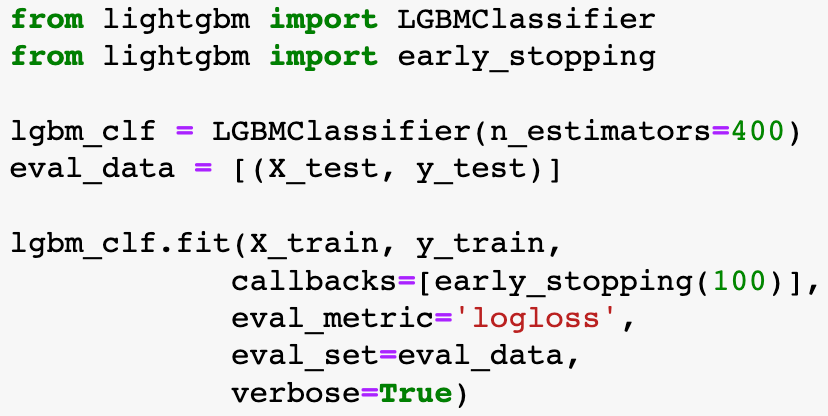 from lightgbm import LGBMClassifier
from lightgbm import early_stopping

lgbm_clf = LGBMClassifier(n_estimators=400)
eval_data = [(X_test, y_test)]

lgbm_clf.fit(X_train, y_train,
             callbacks=[early_stopping(100)],
             eval_metric='logloss',
             eval_set=eval_data,
             verbose=True)